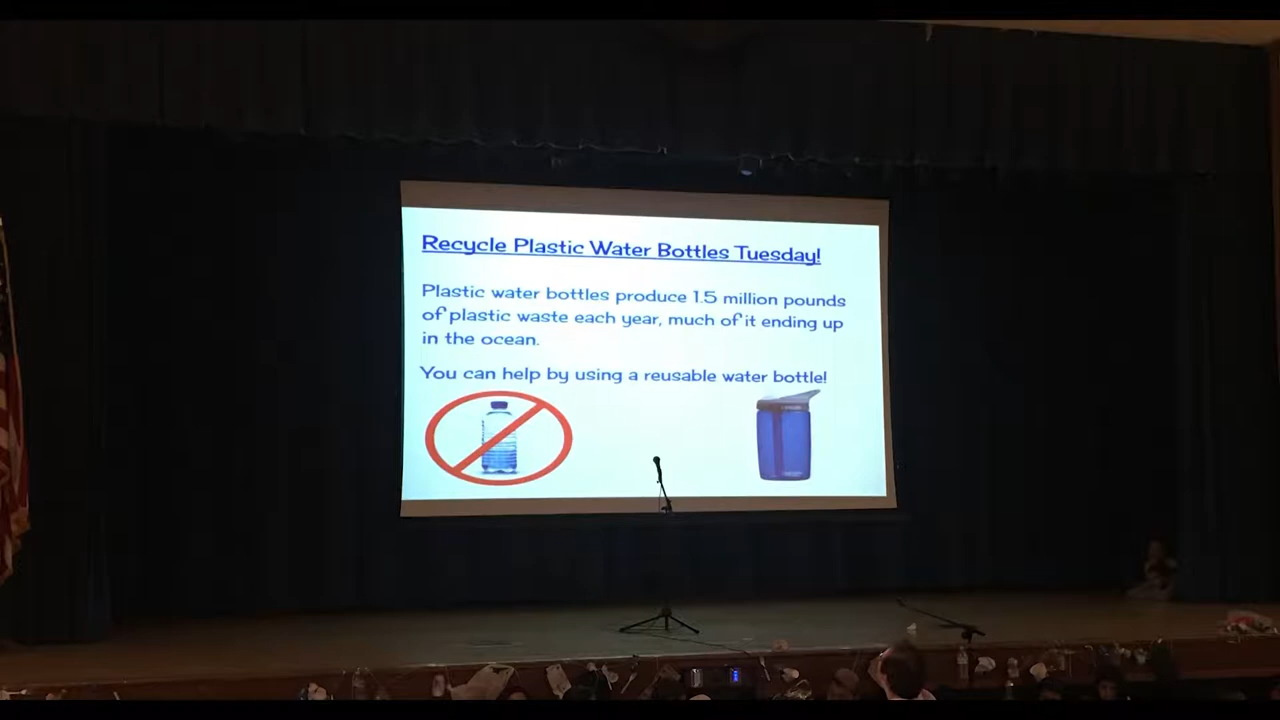 Recycle Plastic Water Bottles Tuesday!
Plastic water bottles produce 1.5 million pounds
of plastic waste each year, much of it ending up
in the ocean.
You can help by using a reusable water bottle!